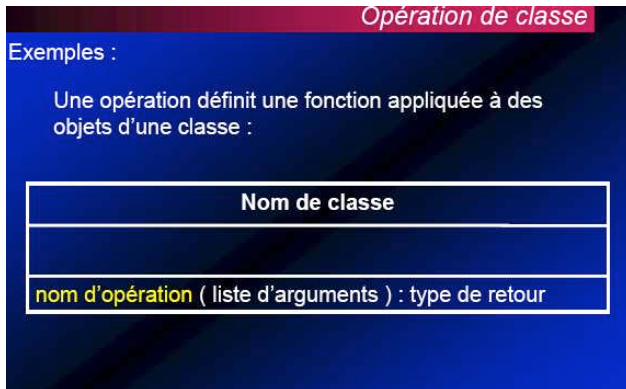 Opération de classe
Exemples :
Une opération définit une fonction appliquée à des
objets d'une classe :
Nom de classe
nom d'opération ( liste d'arguments ) : type de retour